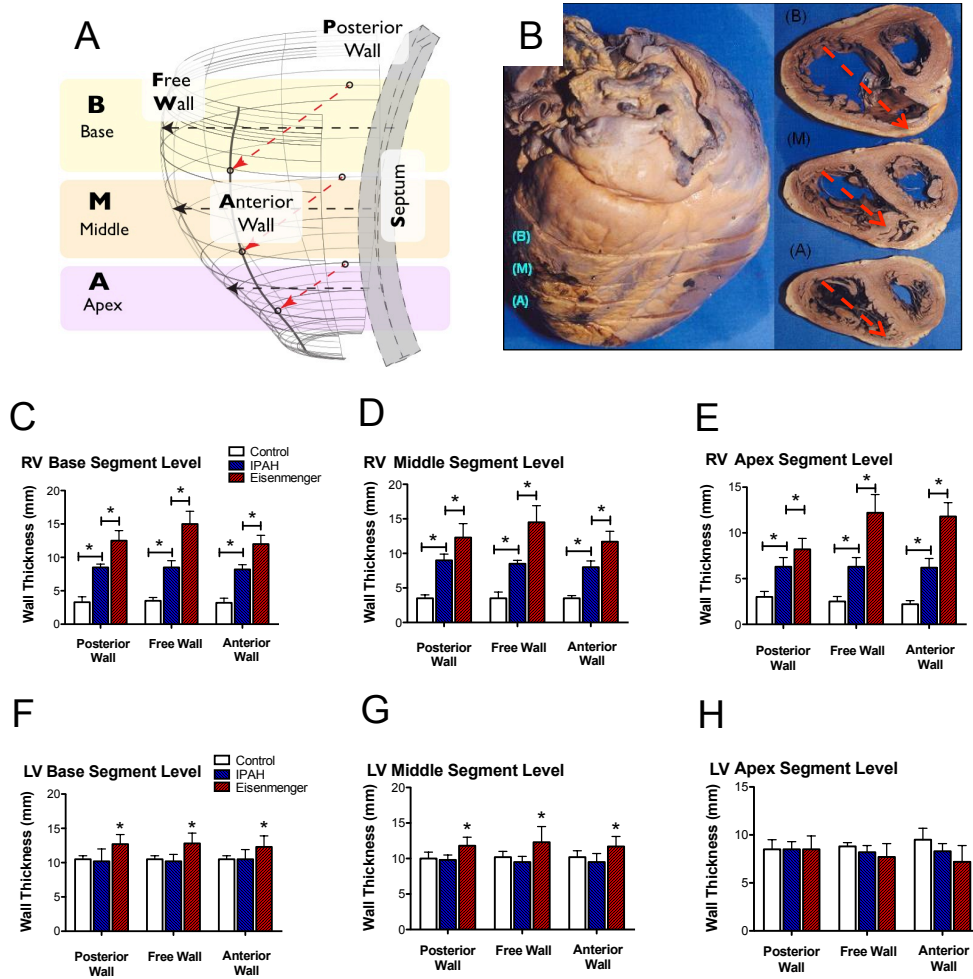 A
Posterior
Wall
Free
Wall
B
Base
M
Middle
Anterior
Wall
Septum
A
Apex
B
(B)
(M)
(A)
(B)
(M)
(A)
C
RV Base Segment Level
Control
IPAH
Eisenmenger
Wall Thickness (mm)
20
15
10
5
0
* * * * * *
Posterior
Wall
Free Wall
Anterior
Wall
D
RV Middle Segment Level
Wall Thickness (mm)
20
15
10
5
0
* * * * * *
Posterior
Wall
Free Wall
Anterior
Wall
E
RV Apex Segment Level
Wall Thickness (mm)
15
10
5
0
* * * * * *
Posterior
Wall
Free Wall
Anterior
Wall
F
LV Base Segment Level
Control
IPAH
Eisenmenger
Wall Thickness (mm)
20
15
10
5
0
* * *
Posterior
Wall
Free Wall
Anterior
Wall
G
LV Middle Segment Level
Wall Thickness (mm)
20
15
10
5
0
* * *
Posterior
Wall
Free Wall
Anterior
Wall
H
LV Apex Segment Level
Wall Thickness (mm)
15
10
5
0
Posterior
Wall
Free Wall
Anterior
Wall